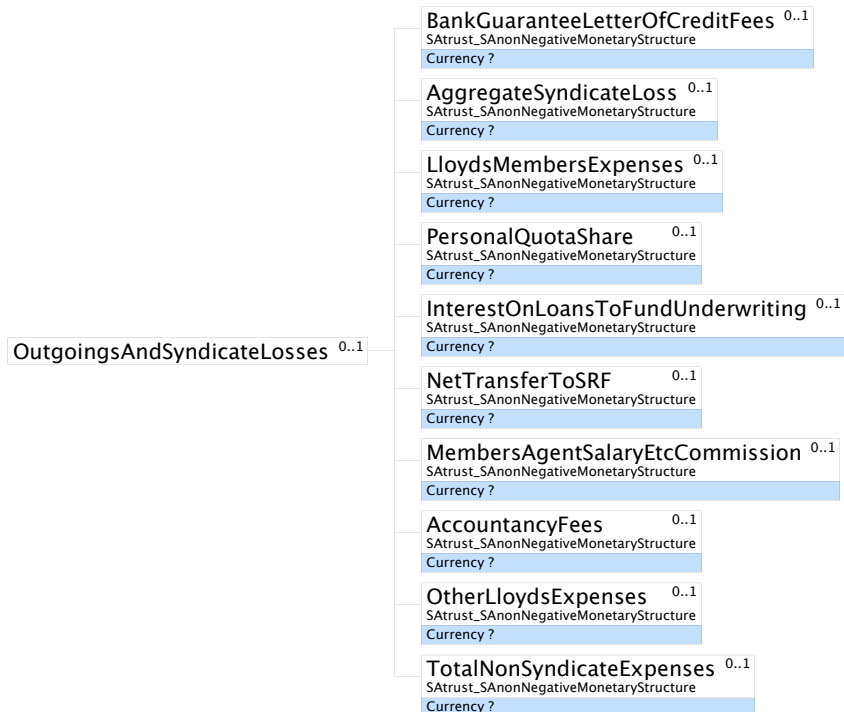 BankGuaranteeLetterOfCreditFees 0..1
SAtrust_SAnonNegativeMonetaryStructure
Currency ?
AggregateSyndicateLoss 0..1
SAtrust_SAnonNegativeMonetaryStructure
Currency ?
LloydsMembersExpenses 0..1
SAtrust_SAnonNegativeMonetaryStructure
Currency ?
PersonalQuotaShare 0..1
SAtrust_SAnonNegativeMonetaryStructure
Currency ?
InterestOnLoansToFundUnderwriting 0..1
SAtrust_SAnonNegativeMonetaryStructure
Currency ?
OutgoingsAndSyndicateLosses 0..1
NetTransferToSRF 0..1
SAtrust_SAnonNegativeMonetaryStructure
Currency ?
MembersAgentSalaryEtcCommission 0..1
SAtrust_SAnonNegativeMonetaryStructure
Currency ?
AccountancyFees 0..1
SAtrust_SAnonNegativeMonetaryStructure
Currency ?
OtherLloydsExpenses 0..1
SAtrust_SAnonNegativeMonetaryStructure
Currency ?
TotalNonSyndicateExpenses 0..1
SAtrust_SAnonNegativeMonetaryStructure
Currency ?